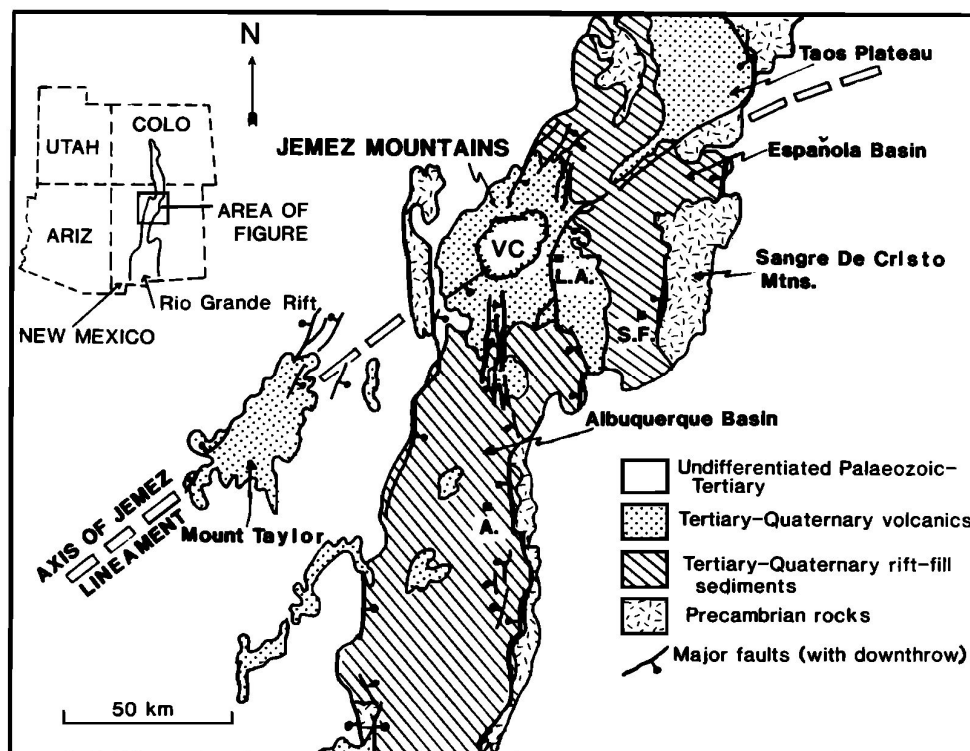 N
UTAH
COLO
ARIZ
AREA OF
FIGURE
Rio Grande Rift
NEW MEXICO
JEMEZ MOUNTAINS
Taos Plateau
Espaňola Basin
VC
L.A.
Sangre De Cristo
Mtns.
S.F.
Albuquerque Basin
A.
AXIS OF JEMEZ
LINEAMENT
Mount Taylor
Undifferentiated Palaeozoic-
Tertiary
Tertiary-Quaternary volcanics
Tertiary-Quaternary rift-fill
sediments
Precambrian rocks
Major faults (with downthrow)
50 km